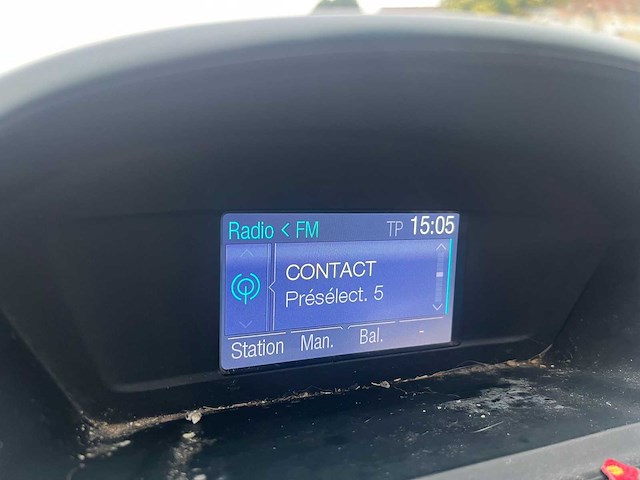 Radio < FM TP 15:05
CONTACT
Présélect. 5
Station Man. Bal. -